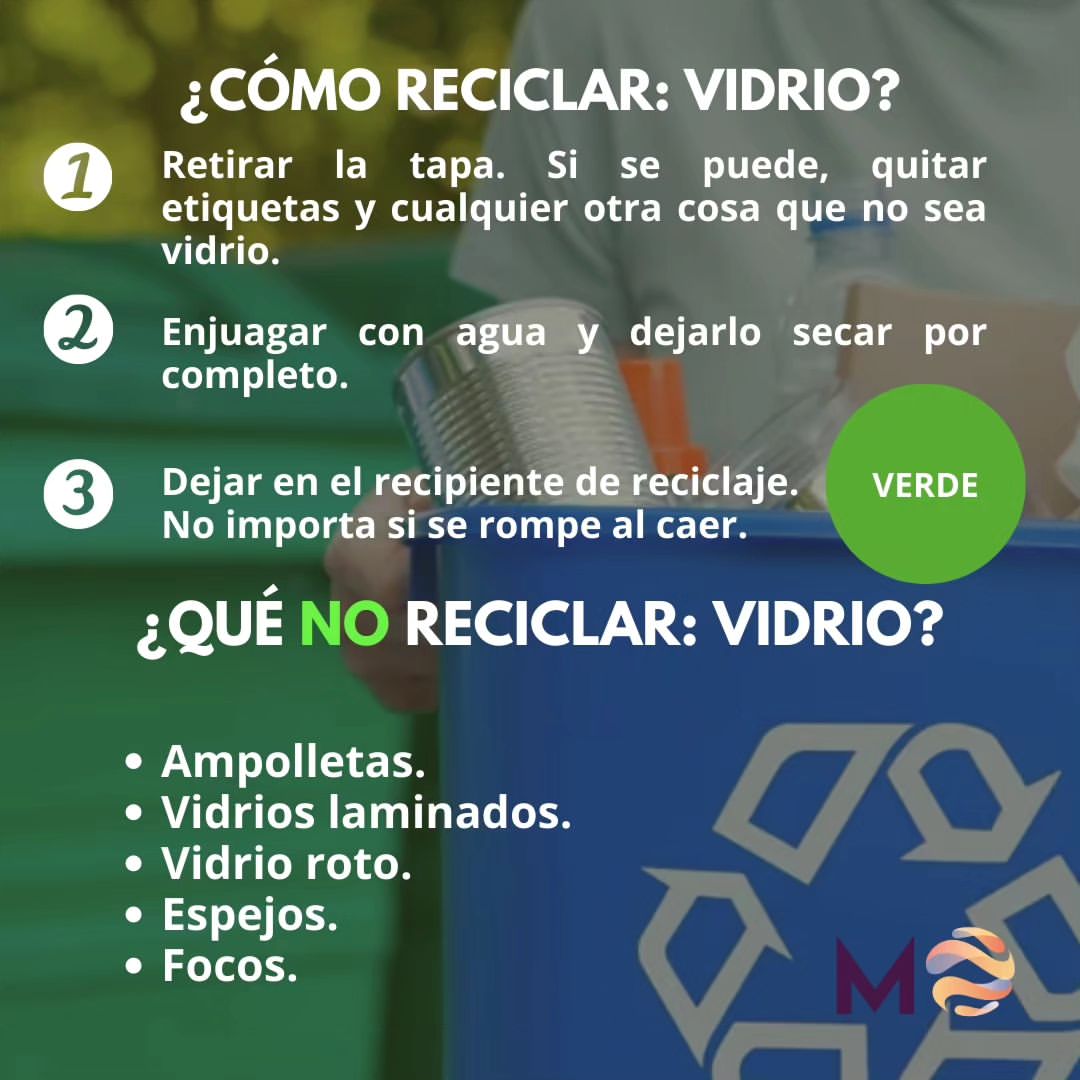 ¿CÓMO RECICLAR: VIDRIO?
1
Retirar la tapa. Si se puede, quitar
etiquetas y cualquier otra cosa que no sea
vidrio.
2
Enjuagar con agua y dejarlo secar por
completo.
3
Dejar en el recipiente de reciclaje.
No importa si se rompe al caer.
VERDE
¿QUÉ NO RECICLAR: VIDRIO?
• Ampolletas.
• Vidrios laminados.
• Vidrio roto.
• Espejos.
• Focos.
M